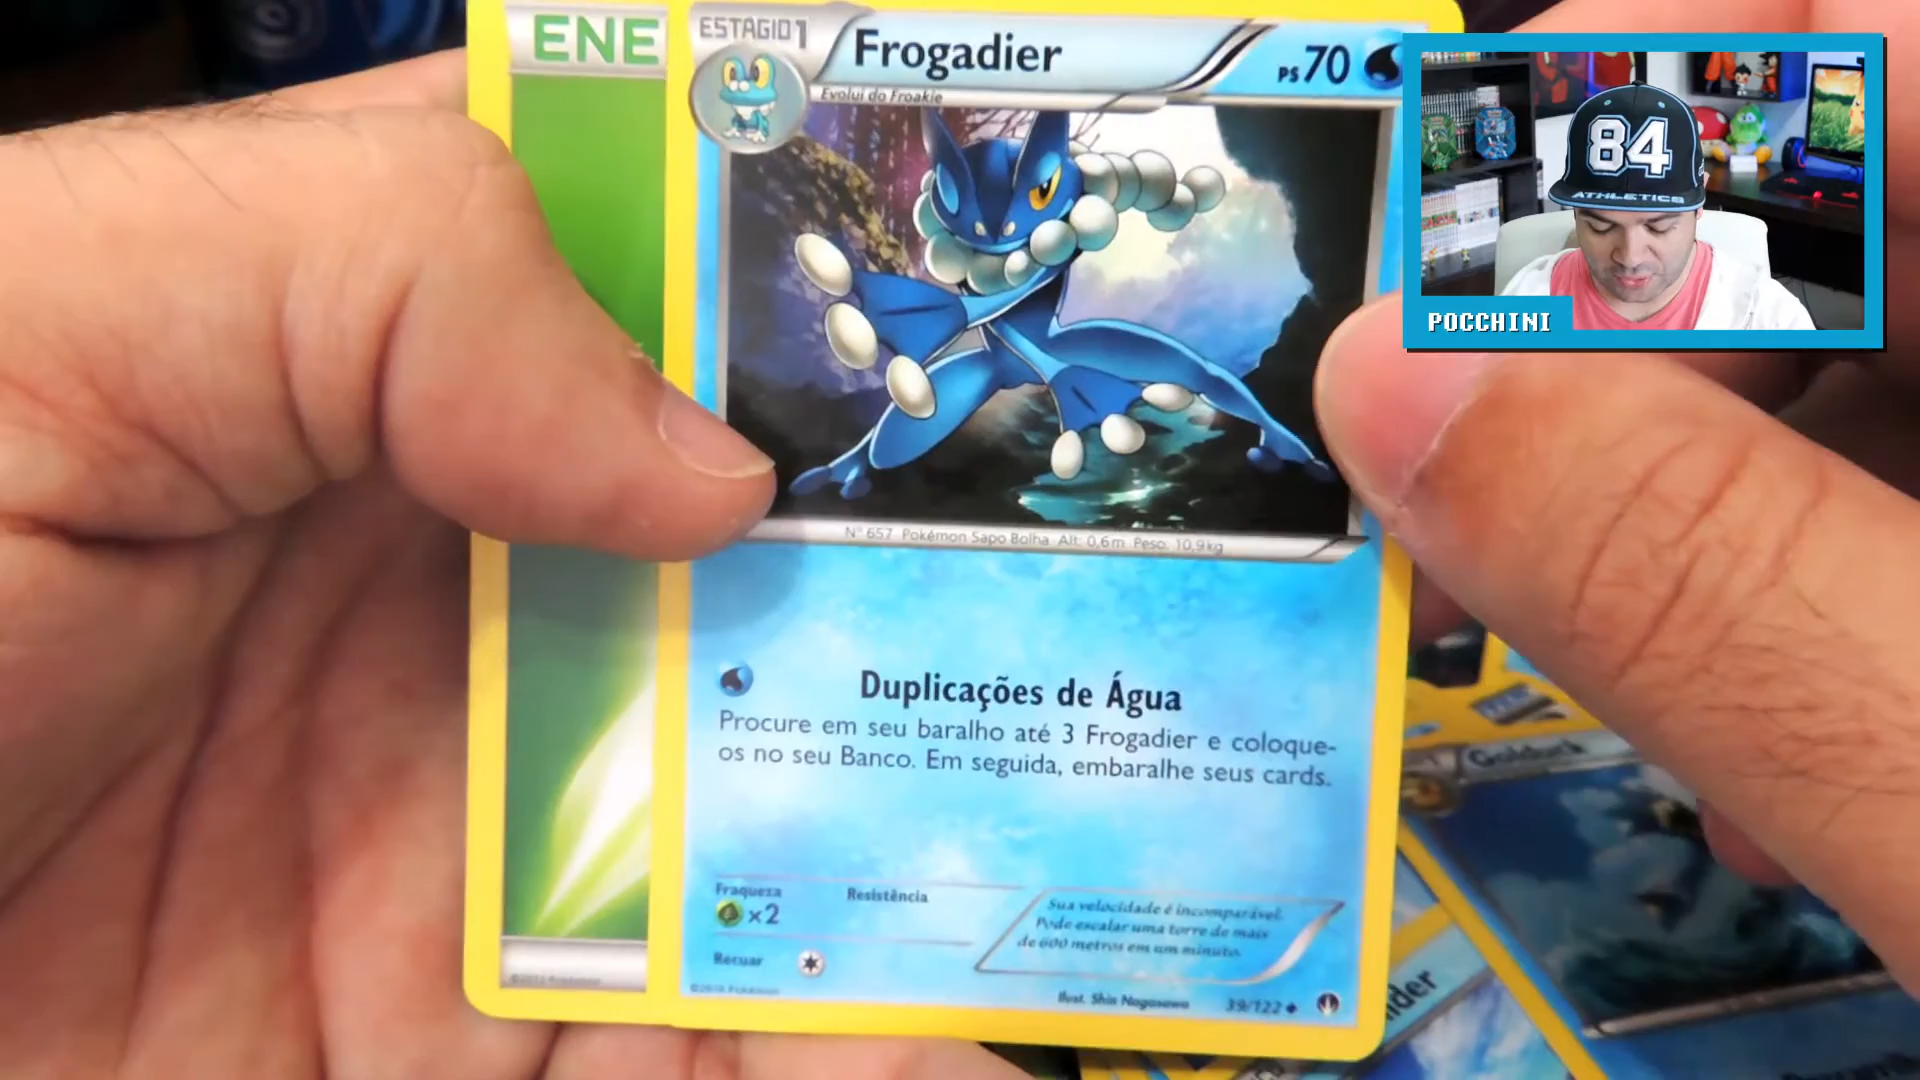 ENE
ESTÁGIO 1
Frogadier
PS 70
Evolui do Froakie
84
ATHLETICS
POCCHINI
Nº 657 Pokémon Sapo Bolha Alt: 0,6m Peso: 10,9kg
Duplicações de Água
Procure em seu baralho até 3 Frogadier e coloque-
os no seu Banco. Em seguida, embaralhe seus cards.
Golduck
Fraqueza
×2
Resistência
Sua velocidade é incomparável.
Pode escalar uma torre de mais
de 600 metros em um minuto.
Recuar
Ilust. Shin Nagasawa
39/122